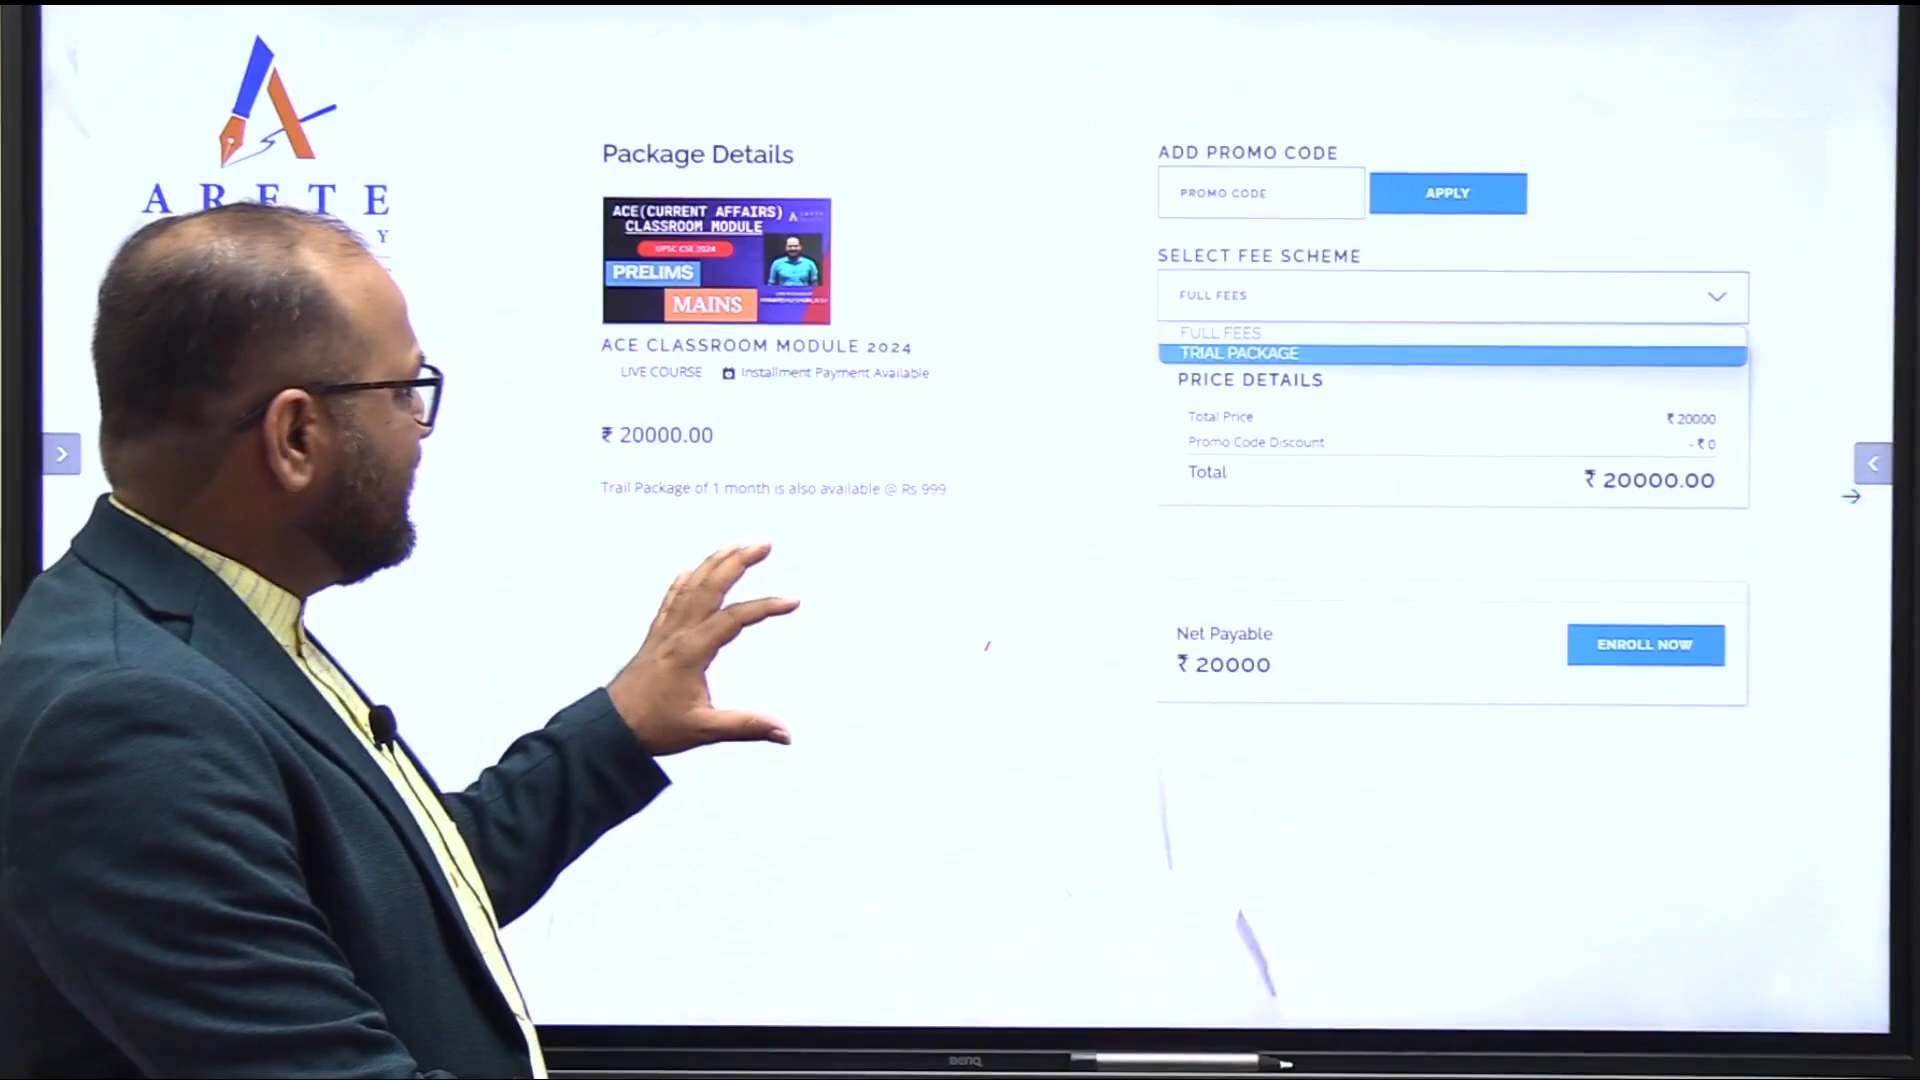 ARETE
Y
Package Details
ACE(CURRENT AFFAIRS)
CLASSROOM MODULE
UPSC CSE 2024
PRELIMS
MAINS
ACE CLASSROOM MODULE 2024
LIVE COURSE Installment Payment Available
₹ 20000.00
Trail Package of 1 month is also available @ Rs 999
ADD PROMO CODE
PROMO CODE
APPLY
SELECT FEE SCHEME
FULL FEES
FULL FEES
TRIAL PACKAGE
PRICE DETAILS
Total Price ₹ 20000
Promo Code Discount - ₹ 0
Total ₹ 20000.00
Net Payable
₹ 20000
ENROLL NOW
BenQ